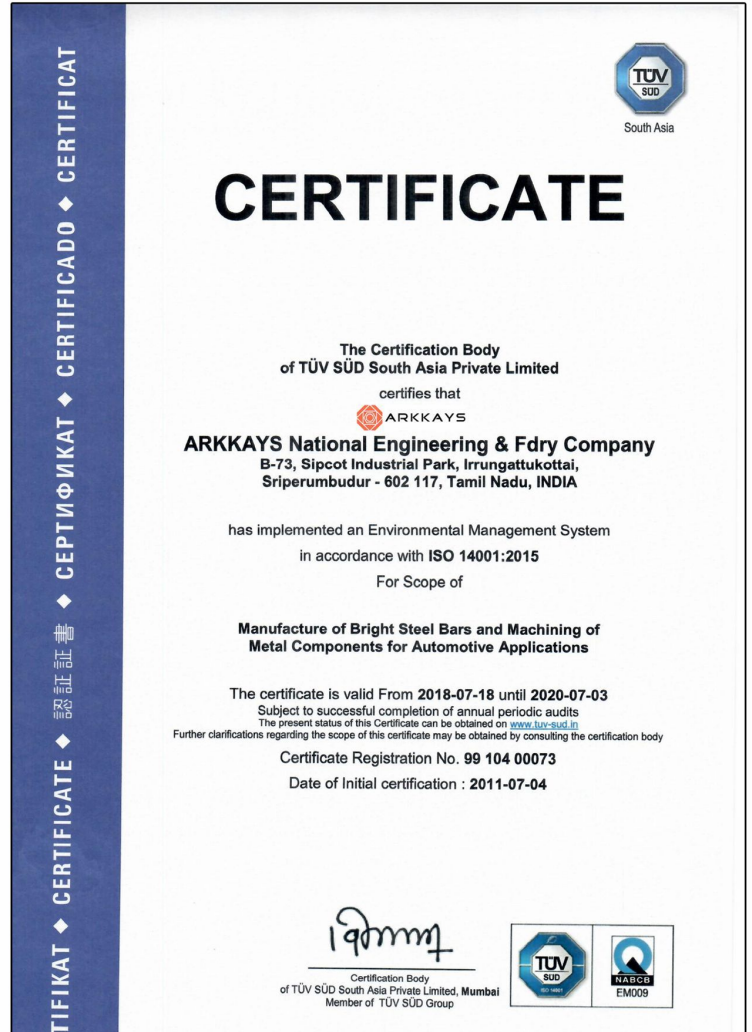 TÜV
SÜD
South Asia
CERTIFICATE
The Certification Body
of TÜV SÜD South Asia Private Limited
certifies that
ARKKAYS
ARKKAYS National Engineering & Fdry Company
B-73, Sipcot Industrial Park, Irrungattukottai,
Sriperumbudur - 602 117, Tamil Nadu, INDIA
has implemented an Environmental Management System
in accordance with ISO 14001:2015
For Scope of
Manufacture of Bright Steel Bars and Machining of
Metal Components for Automotive Applications
The certificate is valid From 2018-07-18 until 2020-07-03
Subject to successful completion of annual periodic audits
The present status of this Certificate can be obtained on www.tuv-sud.in
Further clarifications regarding the scope of this certificate may be obtained by consulting the certification body
Certificate Registration No. 99 104 00073
Date of Initial certification : 2011-07-04
Certification Body
of TÜV SÜD South Asia Private Limited, Mumbai
Member of TÜV SÜD Group
TÜV
SÜD
ISO 14001
NABCB
EM009
TIFIKAT ◆ CERTIFICATE ◆ 認証証書 ◆ СЕРТИФИКАТ ◆ CERTIFICADO ◆ CERTIFICAT